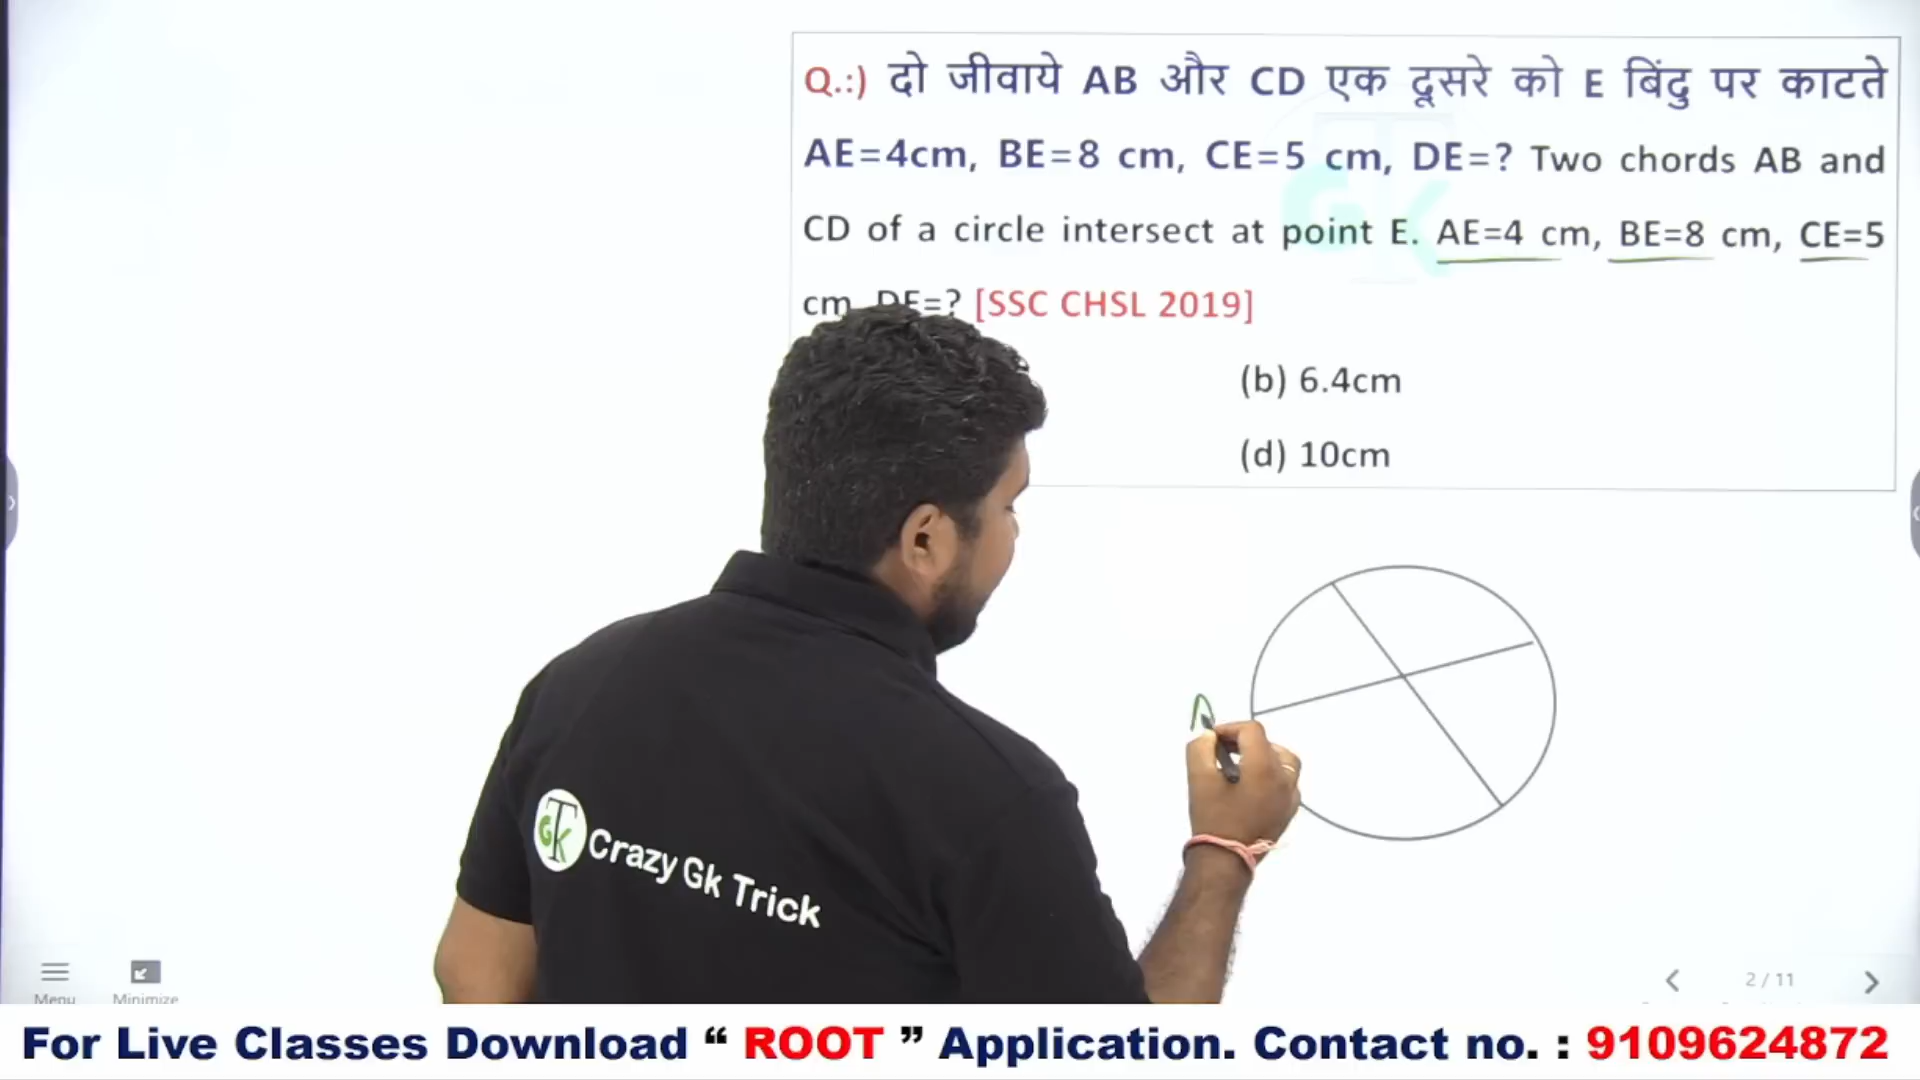 Q.:) दो जीवाये AB और CD एक दूसरे को E बिंदु पर काटते
AE=4cm, BE=8 cm, CE=5 cm, DE=? Two chords AB and
CD of a circle intersect at point E. AE=4 cm, BE=8 cm, CE=5
cm, DE=? [SSC CHSL 2019]
(b) 6.4cm
(d) 10cm
A
GTK Crazy Gk Trick
Menu Minimize
2 / 11
For Live Classes Download “ ROOT ” Application. Contact no. : 9109624872